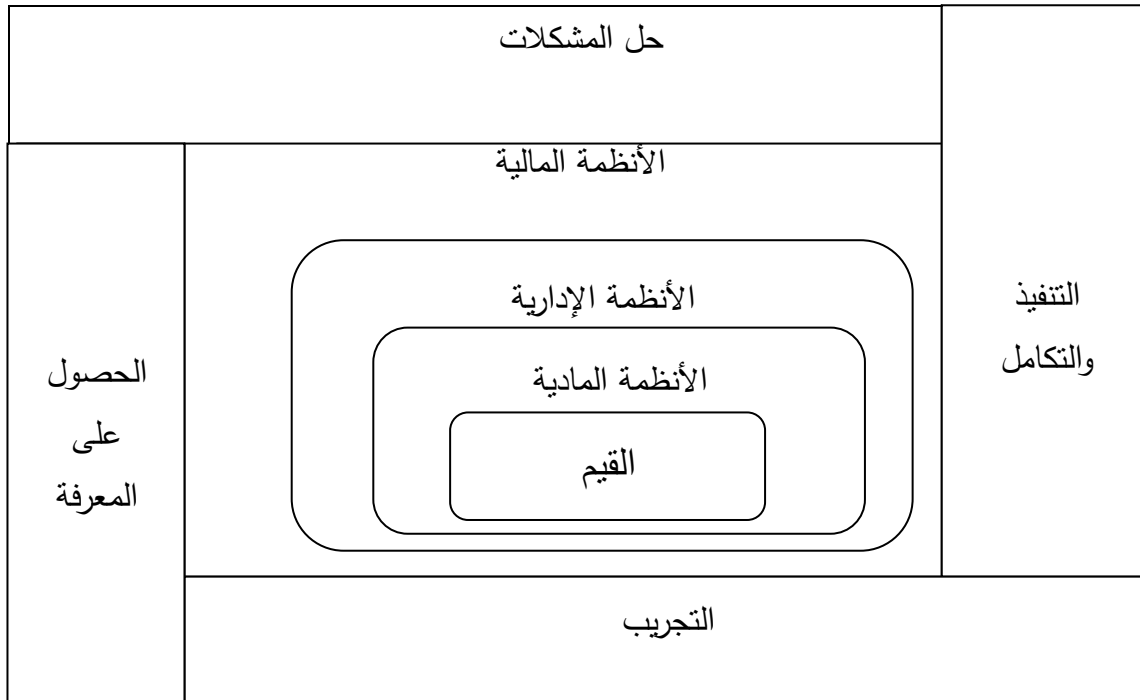 حل المشكلات
الأنظمة المالية
الأنظمة الإدارية
التنفيذ
والتكامل
الأنظمة المادية
الحصول
على
المعرفة
القيم
التجريب